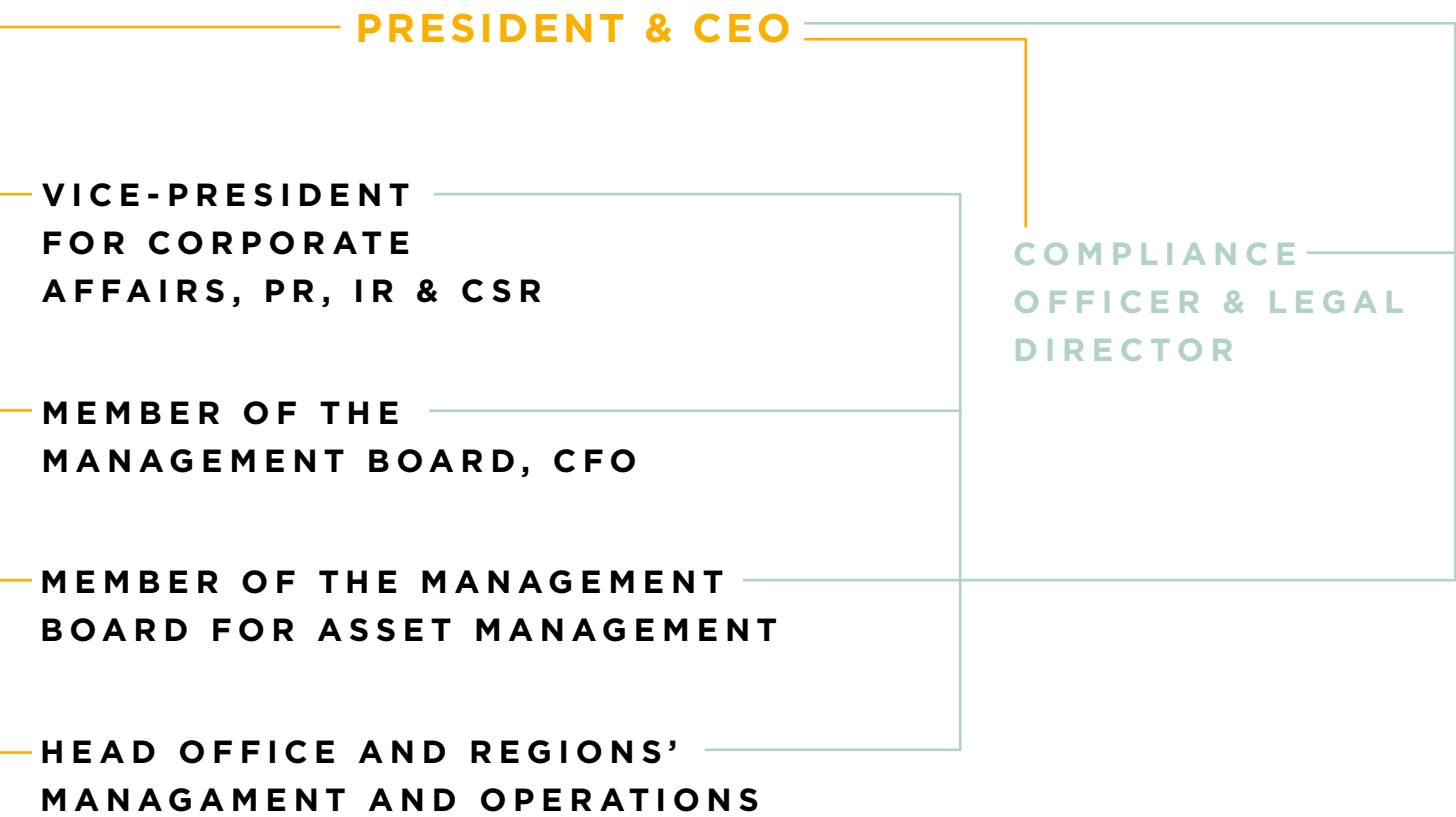 PRESIDENT & CEO
VICE-PRESIDENT
FOR CORPORATE
AFFAIRS, PR, IR & CSR
COMPLIANCE
OFFICER & LEGAL
DIRECTOR
MEMBER OF THE
MANAGEMENT BOARD, CFO
MEMBER OF THE MANAGEMENT
BOARD FOR ASSET MANAGEMENT
HEAD OFFICE AND REGIONS’
MANAGAMENT AND OPERATIONS